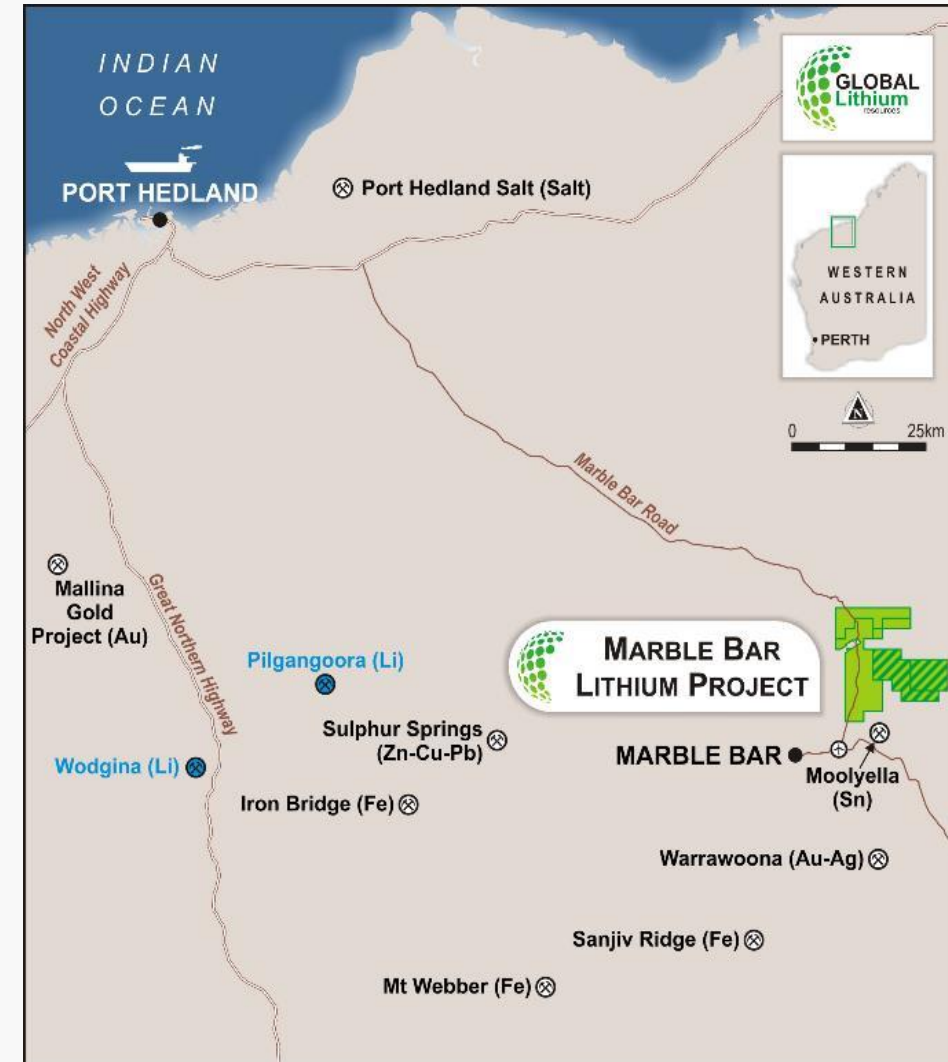 INDIAN
OCEAN
PORT HEDLAND
Port Hedland Salt (Salt)
GLOBAL
Lithium
resources
WESTERN
AUSTRALIA
PERTH
N
0 25km
North West
Coastal Highway
Marble Bar Road
Great Northern Highway
Mallina
Gold
Project (Au)
Pilgangoora (Li)
MARBLE BAR
LITHIUM PROJECT
Sulphur Springs
(Zn-Cu-Pb)
MARBLE BAR
Moolyella
(Sn)
Wodgina (Li)
Iron Bridge (Fe)
Warrawoona (Au-Ag)
Sanjiv Ridge (Fe)
Mt Webber (Fe)